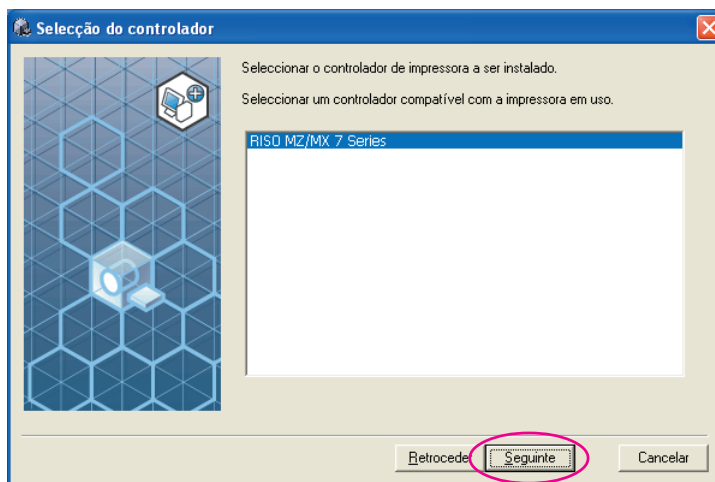 Selecção do controlador
Seleccionar o controlador de impressora a ser instalado.
Seleccionar um controlador compatível com a impressora em uso.
RISO MZ/MX 7 Series
Retroceder Seguinte Cancelar